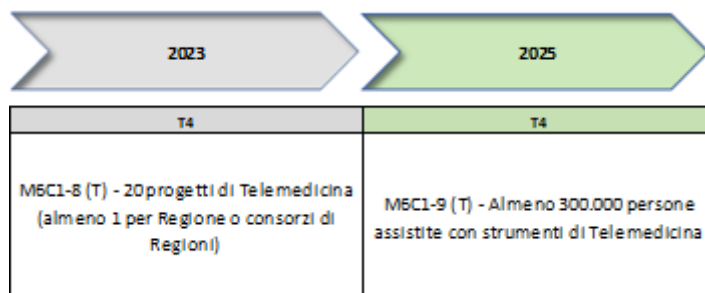 2023
2025
T4
T4
M6C1-8 (T) - 20 progetti di Telemedicina
(almeno 1 per Regione o consorzi di
Regioni)
M6C1-9 (T) - Almeno 300.000 persone
assistite con strumenti di Telemedicina